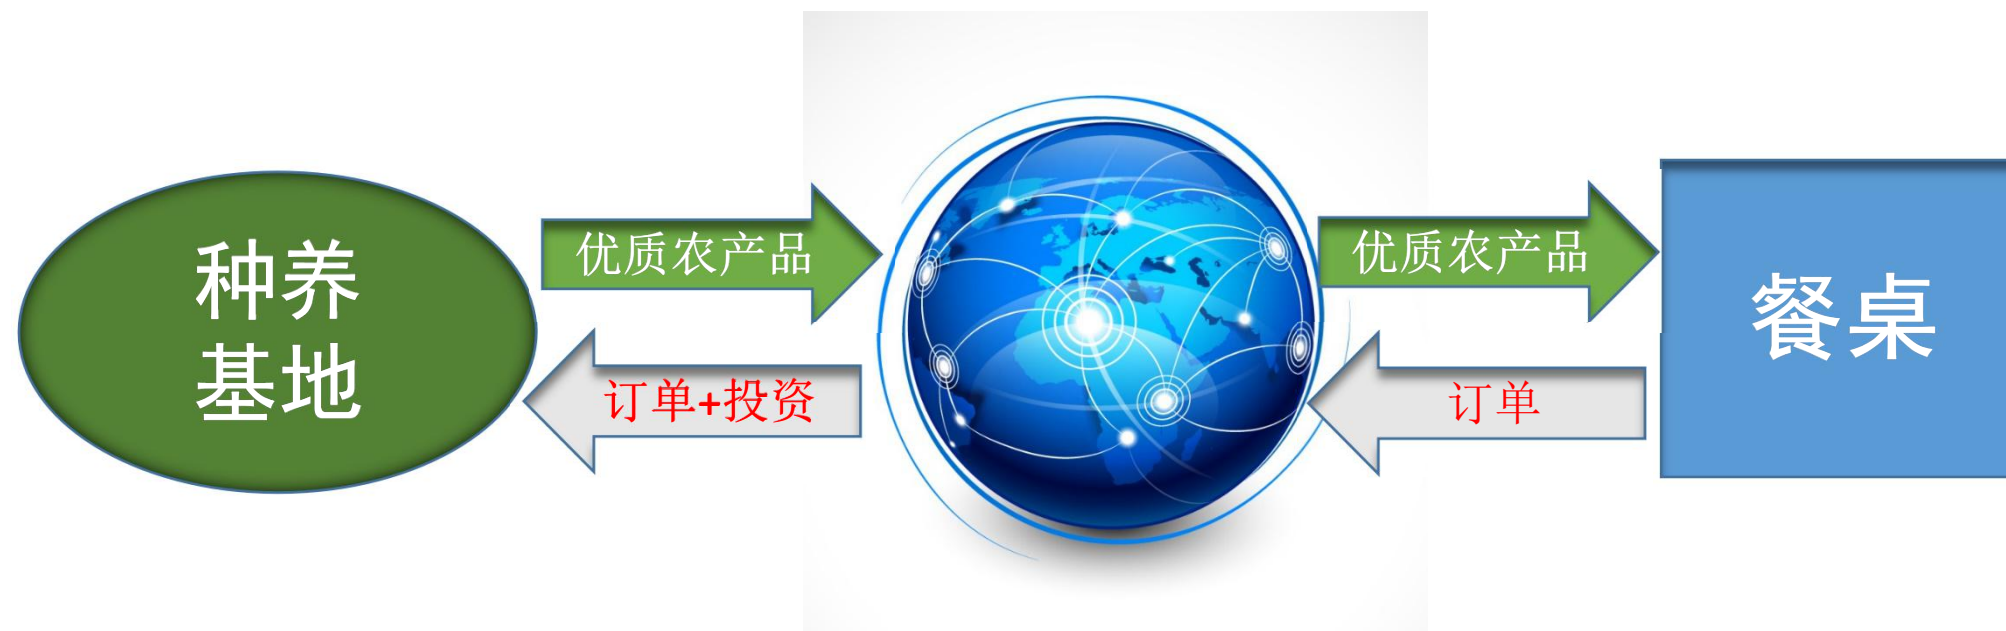 种养
基地
优质农产品
订单+投资
优质农产品
订单
餐桌